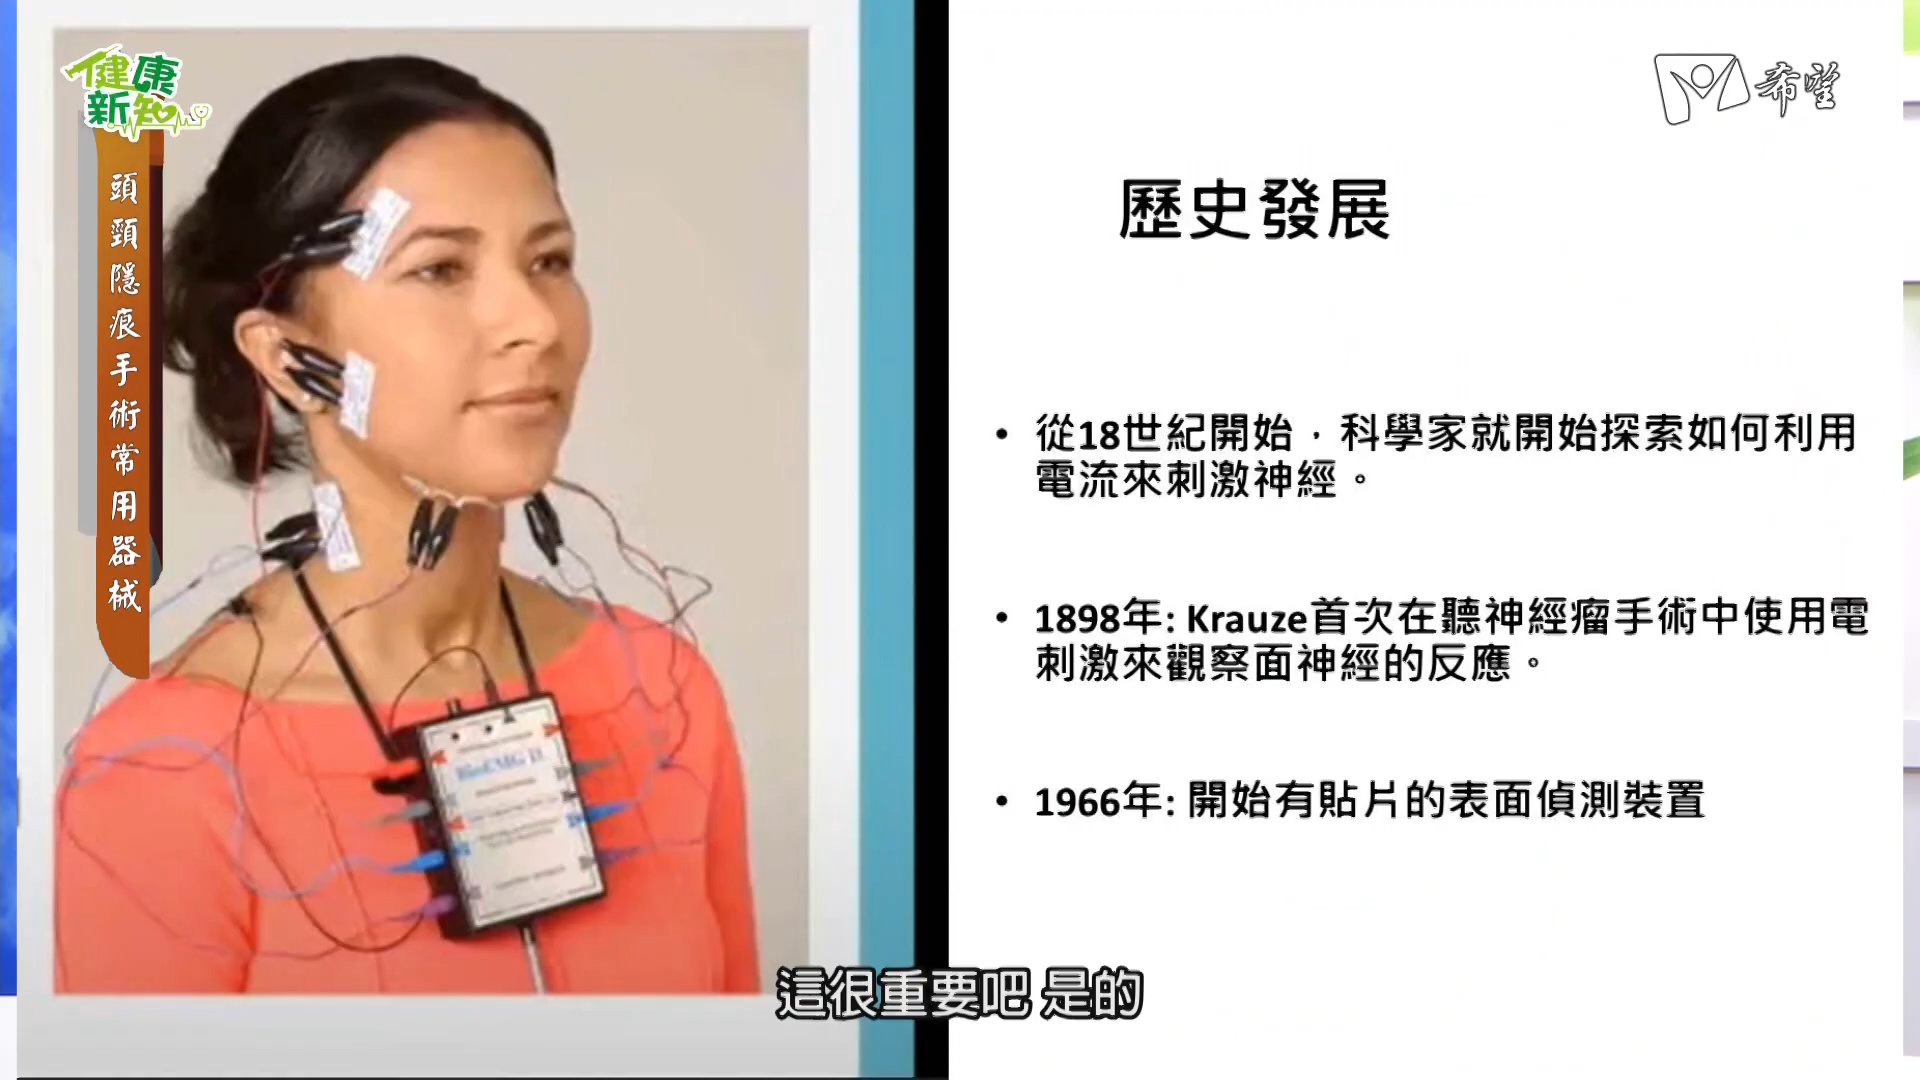 健康
新知
希望
頭頸隱痕手術常用器械
歷史發展
• 從18世紀開始，科學家就開始探索如何利用
電流來刺激神經。
• 1898年: Krauze首次在聽神經瘤手術中使用電
刺激來觀察面神經的反應。
• 1966年: 開始有貼片的表面偵測裝置
BioEMG II
這很重要吧 是的